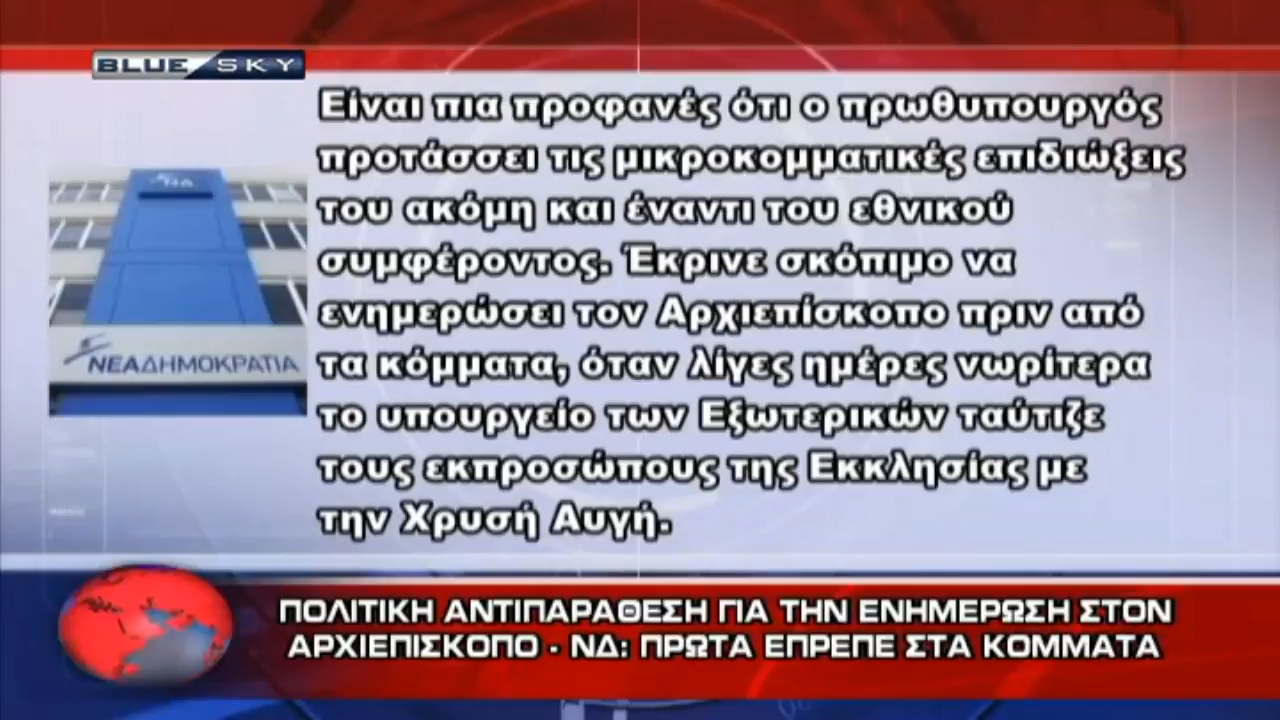 BLUE SKY
Είναι πια προφανές ότι ο πρωθυπουργός
προτάσσει τις μικροκομματικές επιδιώξεις
του ακόμη και έναντι του εθνικού
συμφέροντος. Έκρινε σκόπιμο να
ενημερώσει τον Αρχιεπίσκοπο πριν από
τα κόμματα, όταν λίγες ημέρες νωρίτερα
το υπουργείο των Εξωτερικών ταύτιζε
τους εκπροσώπους της Εκκλησίας με
την Χρυσή Αυγή.
ΝΕΑΔΗΜΟΚΡΑΤΙΑ
ΠΟΛΙΤΙΚΗ ΑΝΤΙΠΑΡΑΘΕΣΗ ΓΙΑ ΤΗΝ ΕΝΗΜΕΡΩΣΗ ΣΤΟΝ
ΑΡΧΙΕΠΙΣΚΟΠΟ - ΝΔ: ΠΡΩΤΑ ΕΠΡΕΠΕ ΣΤΑ ΚΟΜΜΑΤΑ